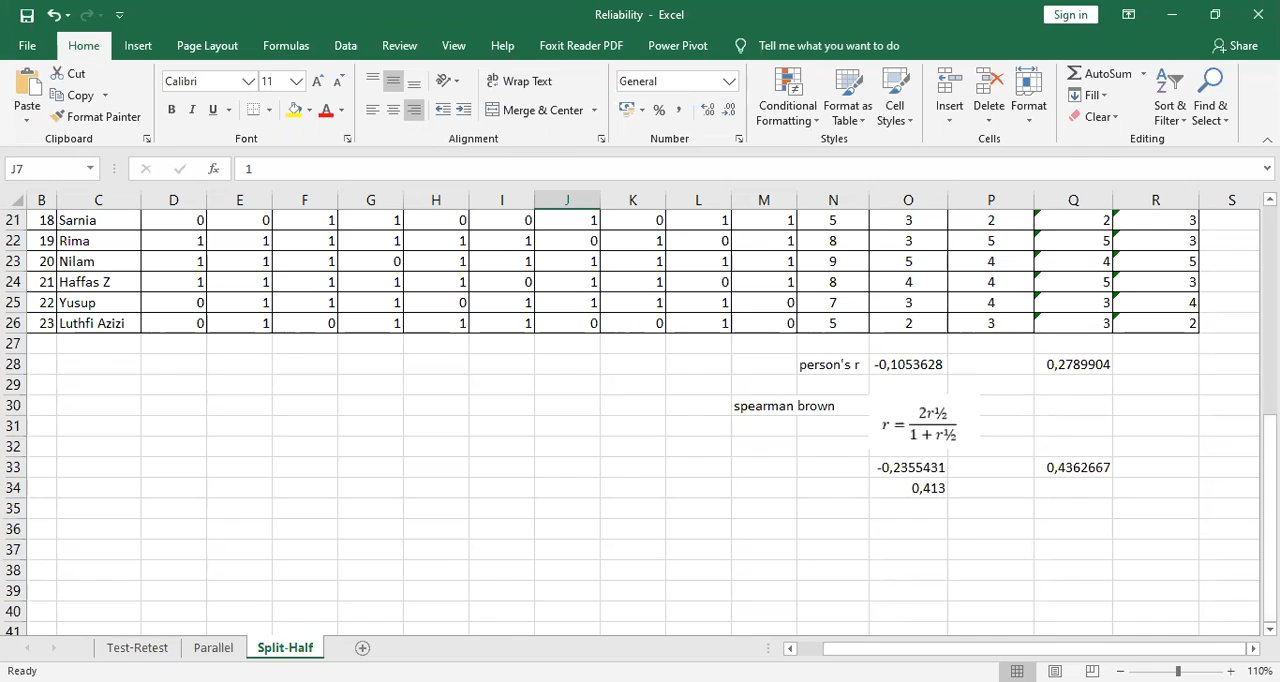 Reliability - Excel
Sign in
File Home Insert Page Layout Formulas Data Review View Help Foxit Reader PDF Power Pivot Tell me what you want to do Share
Paste
Cut
Copy
Format Painter
Clipboard
Calibri 11
B I U A
Font
Wrap Text
Merge & Center
Alignment
General
%
Number
Conditional Formatting
Format as Table
Cell Styles
Styles
Insert Delete Format
Cells
AutoSum
Fill
Clear
Sort & Filter
Find & Select
Editing
J7 fx 1
B C D E F G H I J K L M N O P Q R S
21 18 Sarnia 0 0 1 1 0 0 1 0 1 1 5 3 2 2 3
22 19 Rima 1 1 1 1 1 1 0 1 0 1 8 3 5 5 3
23 20 Nilam 1 1 1 0 1 1 1 1 1 1 9 5 4 4 5
24 21 Haffas Z 1 1 1 1 1 0 1 1 0 1 8 4 4 5 3
25 22 Yusup 0 1 1 1 0 1 1 1 1 0 7 3 4 3 4
26 23 Luthfi Azizi 0 1 0 1 1 1 0 0 1 0 5 2 3 3 2
27
28 person's r -0,1053628 0,2789904
29
30 spearman brown
r = 2r½ / 1 + r½
31
32
33 -0,2355431 0,4362667
34 0,413
35
36
37
38
39
40
41
Test-Retest Parallel Split-Half
Ready 110%